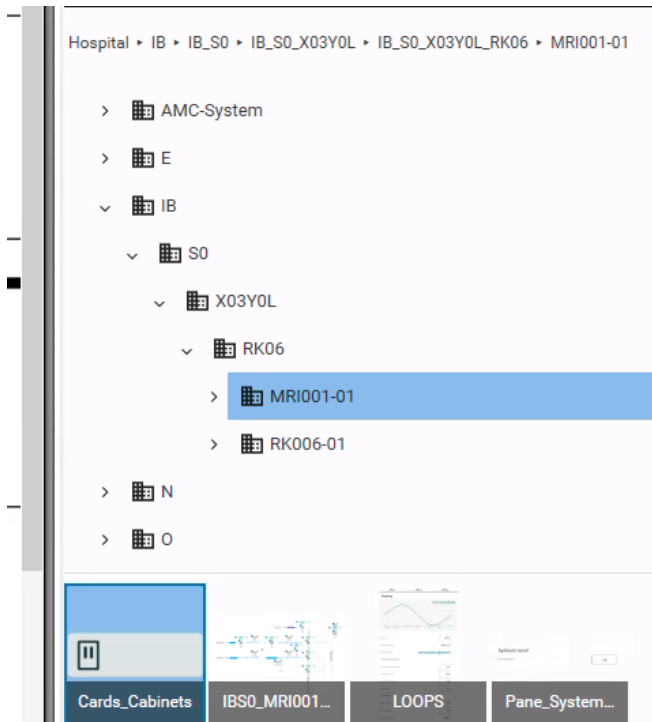 Hospital ▸ IB ▸ IB_S0 ▸ IB_S0_X03Y0L ▸ IB_S0_X03Y0L_RK06 ▸ MRI001-01
AMC-System
E
IB
S0
X03Y0L
RK06
MRI001-01
RK006-01
N
O
Cards_Cabinets
IBS0_MRI001...
LOOPS
Pane_System...